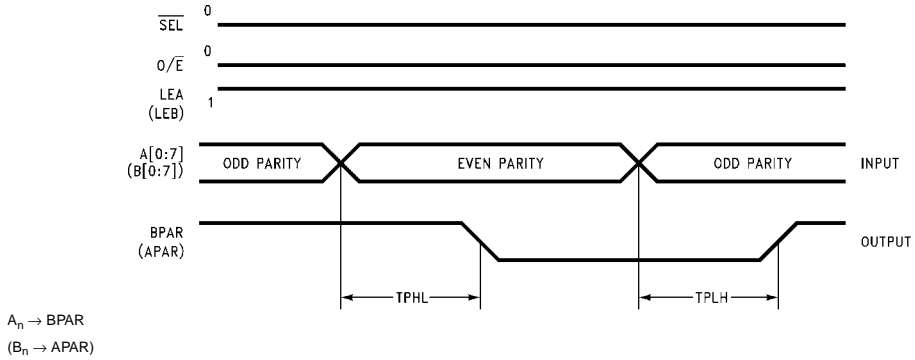 SEL 0
O/E 0
LEA
(LEB) 1
A[0:7]
(B[0:7]) ODD PARITY EVEN PARITY ODD PARITY INPUT
BPAR
(APAR) OUTPUT
TPHL TPLH
An → BPAR
(Bn → APAR)